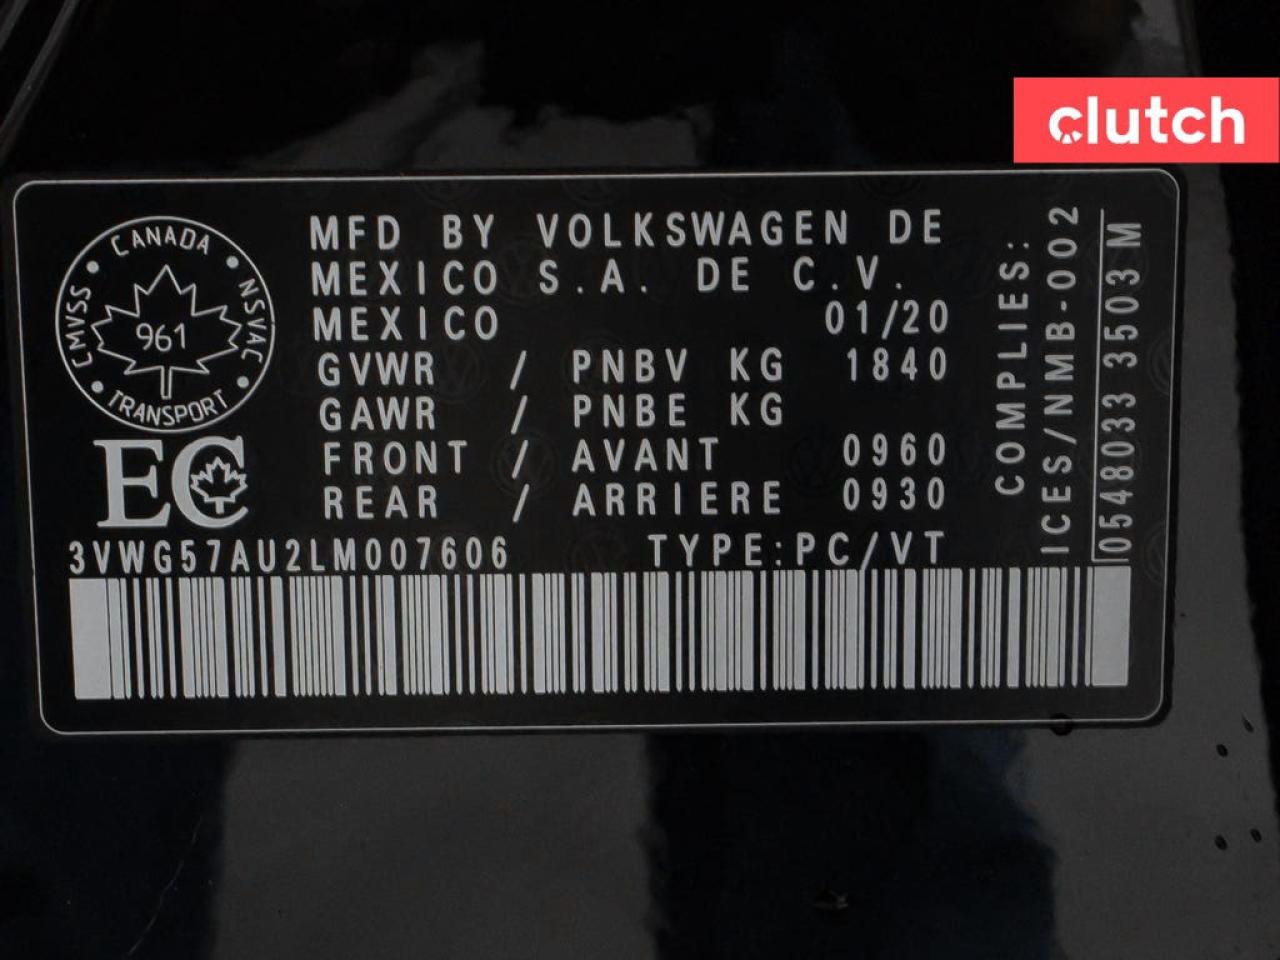 clutch
CANADA
CMVSS
NSVAC
961
TRANSPORT
EC
MFD BY VOLKSWAGEN DE
MEXICO S.A. DE C.V.
MEXICO 01/20
GVWR / PNBV KG 1840
GAWR / PNBE KG
FRONT / AVANT 0960
REAR / ARRIERE 0930
3VWG57AU2LM007606 TYPE:PC/VT
COMPLIES:
ICES/NMB-002
0548033 3503 M